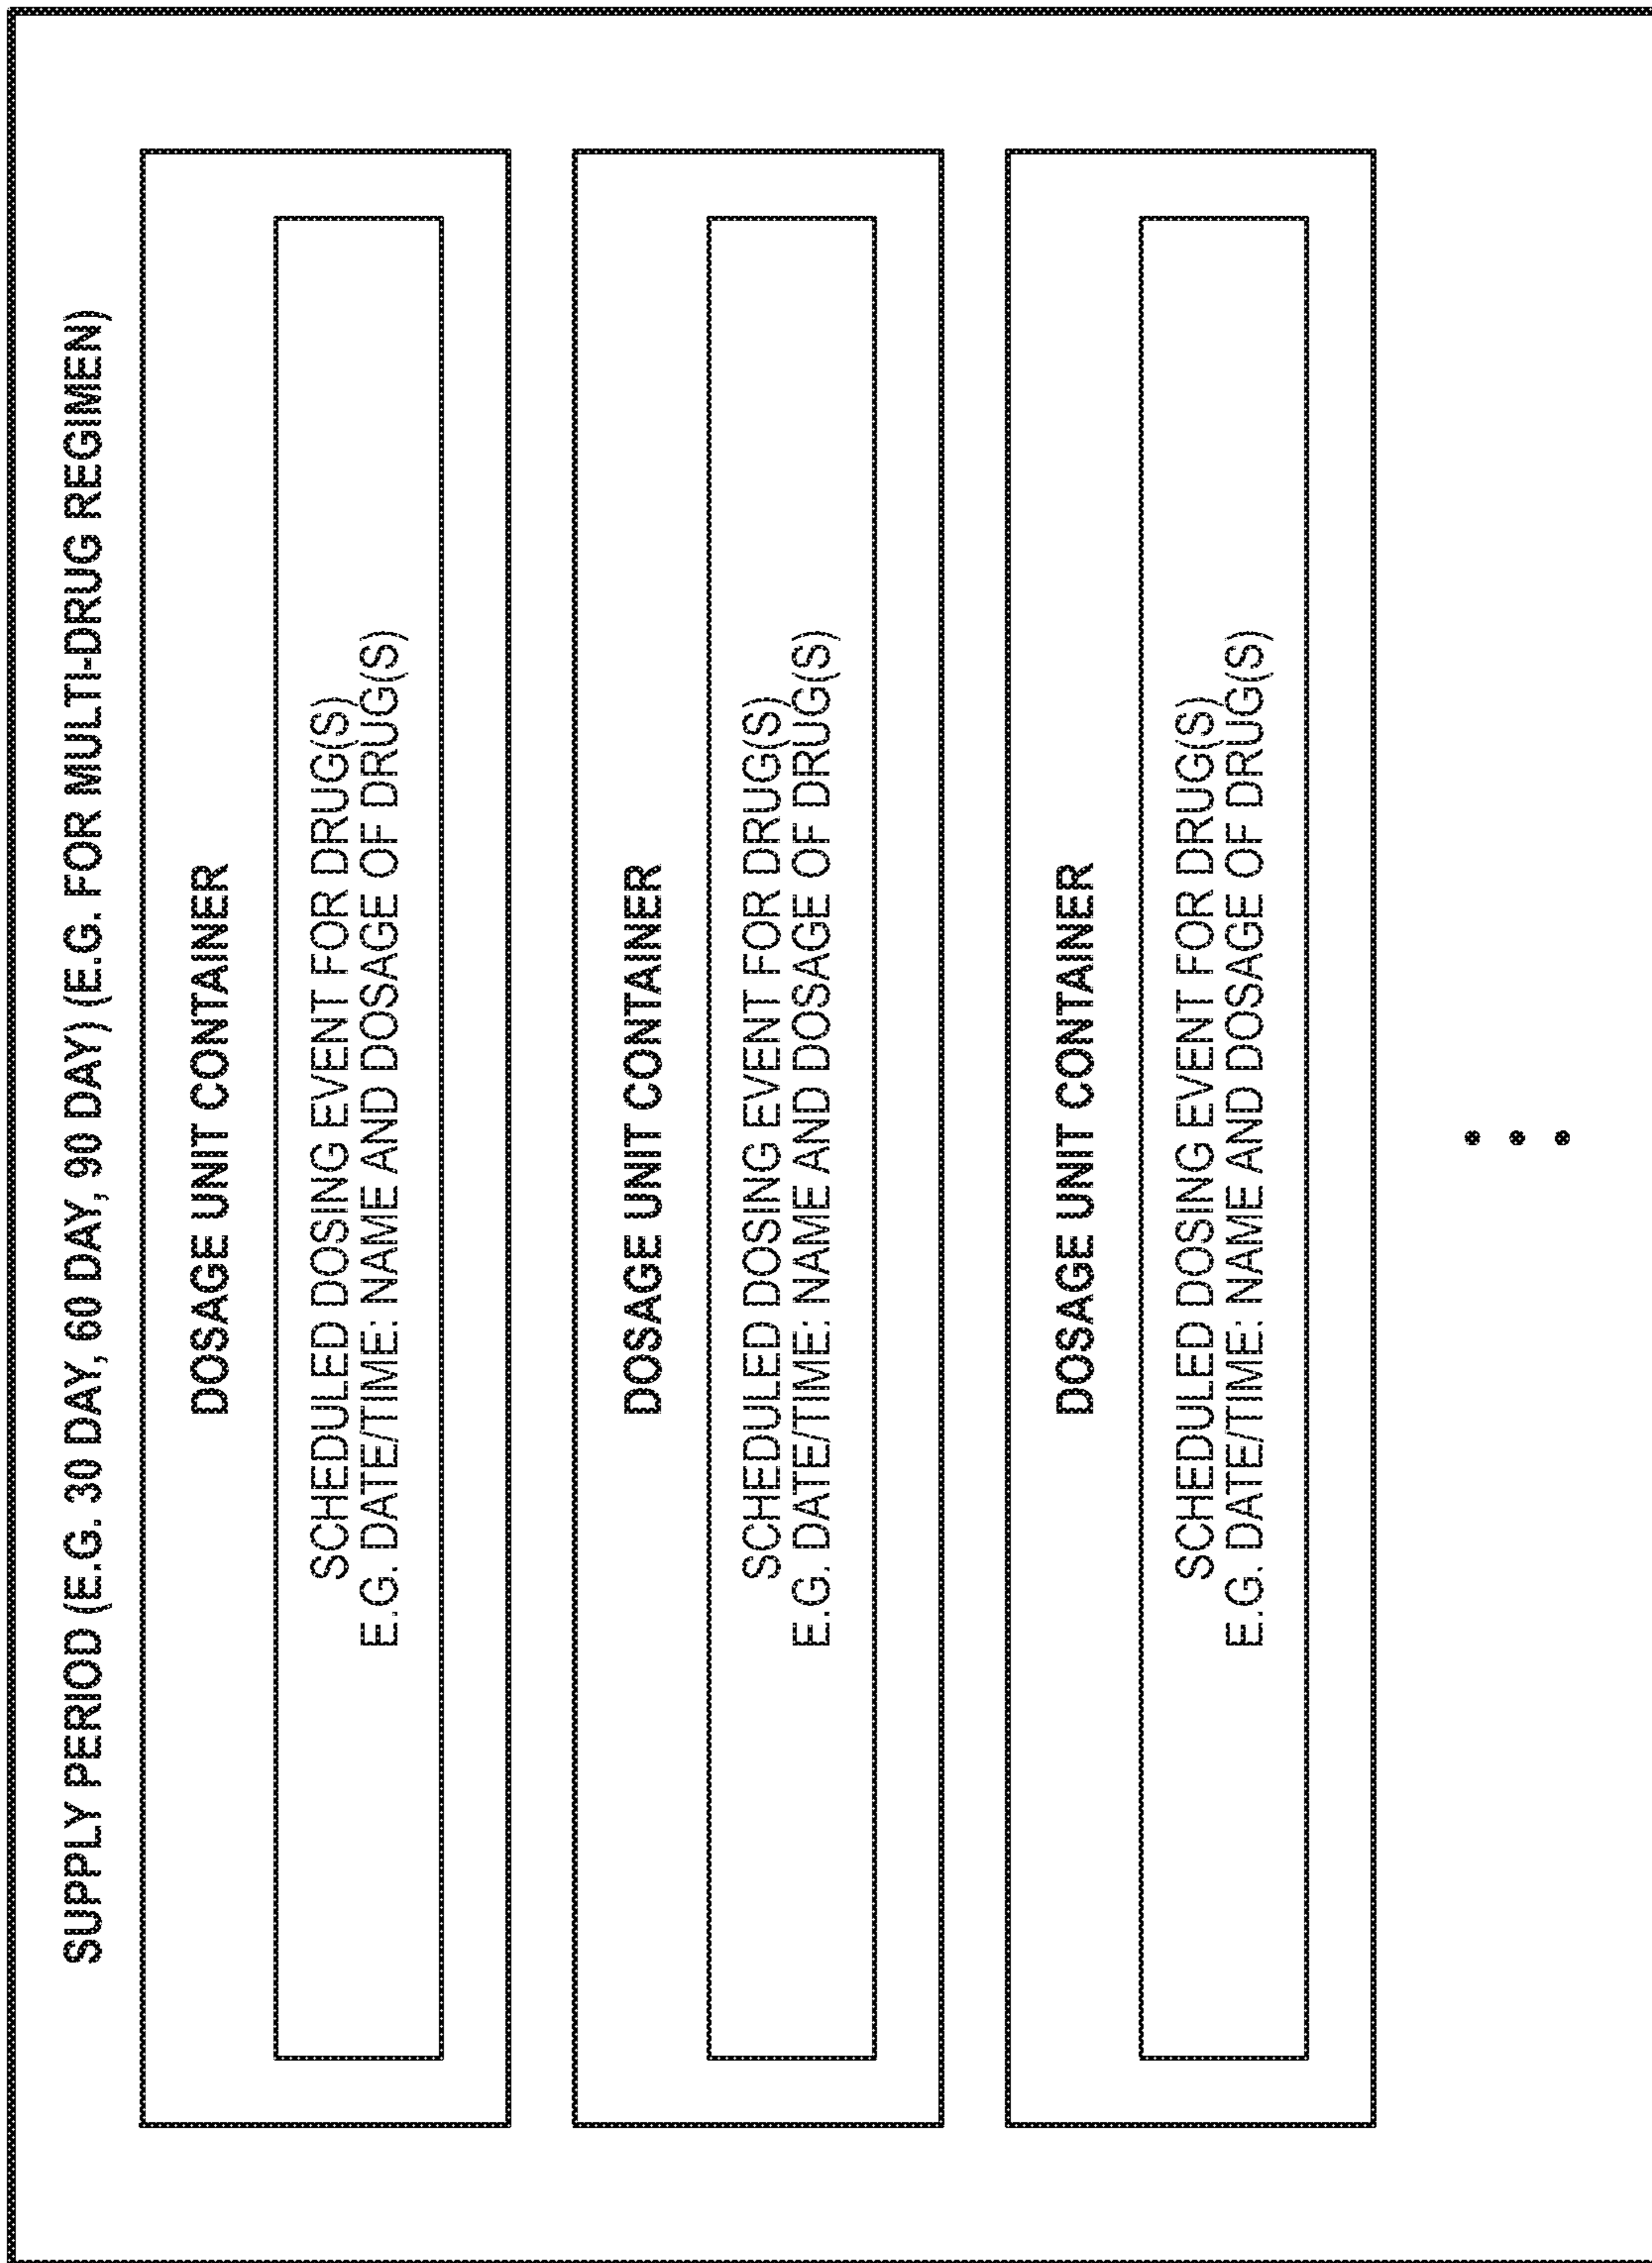 SUPPLY PERIOD (E.G. 30 DAY, 60 DAY, 90 DAY) (E.G. FOR MULTI-DRUG REGIMEN)
DOSAGE UNIT CONTAINER
SCHEDULED DOSING EVENT FOR DRUG(S)
E.G. DATE/TIME: NAME AND DOSAGE OF DRUG(S)
DOSAGE UNIT CONTAINER
SCHEDULED DOSING EVENT FOR DRUG(S)
E.G. DATE/TIME: NAME AND DOSAGE OF DRUG(S)
DOSAGE UNIT CONTAINER
SCHEDULED DOSING EVENT FOR DRUG(S)
E.G. DATE/TIME: NAME AND DOSAGE OF DRUG(S)